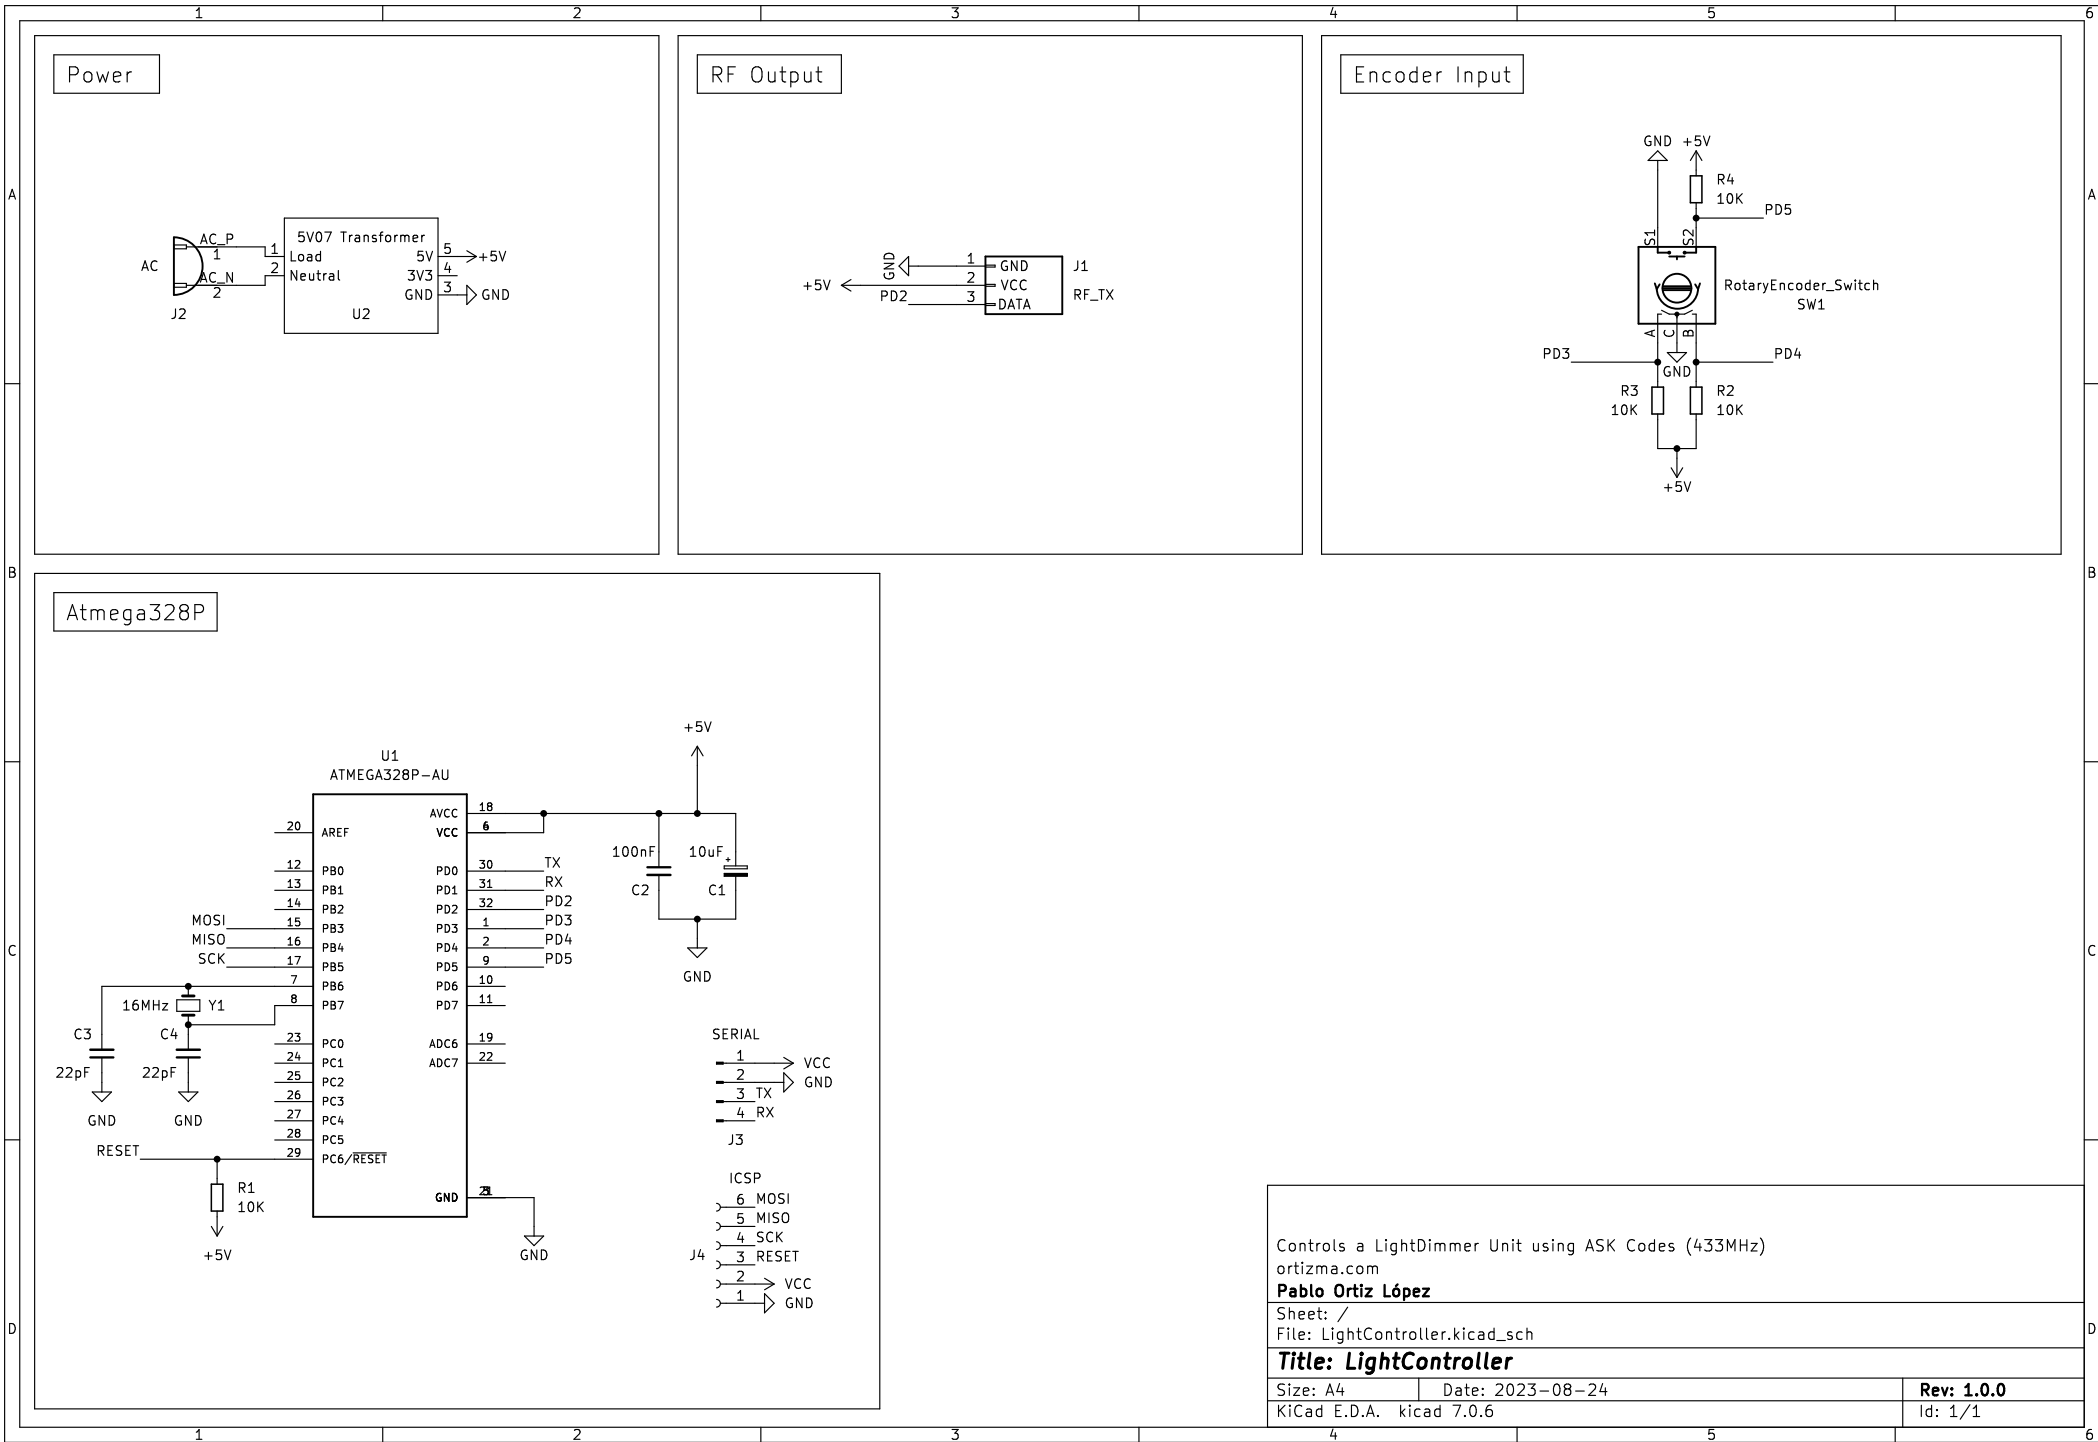 1 2 3 4 5 6
Power
AC
AC_P
1
AC_N
2
J2
5V07 Transformer
1 Load
2 Neutral
5V 5 +5V
3V3 4
GND 3 GND
U2
RF Output
GND 1 GND
+5V 2 VCC
PD2 3 DATA
J1
RF_TX
Encoder Input
GND +5V
R4
10K
PD5
S1 S2
RotaryEncoder_Switch
SW1
A C B
PD3 PD4
GND
R3 R2
10K 10K
+5V
A A
B B
Atmega328P
U1
ATMEGA328P-AU
20 AREF
12 PB0
13 PB1
14 PB2
MOSI 15 PB3
MISO 16 PB4
SCK 17 PB5
7 PB6
8 PB7
23 PC0
24 PC1
25 PC2
26 PC3
27 PC4
28 PC5
RESET 29 PC6/RESET
AVCC 18
VCC
PD0 30 TX
PD1 31 RX
PD2 32 PD2
PD3 1 PD3
PD4 2 PD4
PD5 9 PD5
PD6 10
PD7 11
ADC6 19
ADC7 22
GND
GND
16MHz Y1
C3 C4
22pF 22pF
GND GND
R1
10K
+5V
+5V
100nF 10uF +
C2 C1
GND
SERIAL
1 VCC
2 GND
3 TX
4 RX
J3
ICSP
6 MOSI
5 MISO
4 SCK
3 RESET
2 VCC
1 GND
J4
C C
D D
Controls a LightDimmer Unit using ASK Codes (433MHz)
ortizma.com
Pablo Ortiz López
Sheet: /
File: LightController.kicad_sch
Title: LightController
Size: A4 Date: 2023-08-24 Rev: 1.0.0
KiCad E.D.A. kicad 7.0.6 Id: 1/1
1 2 3 4 5 6